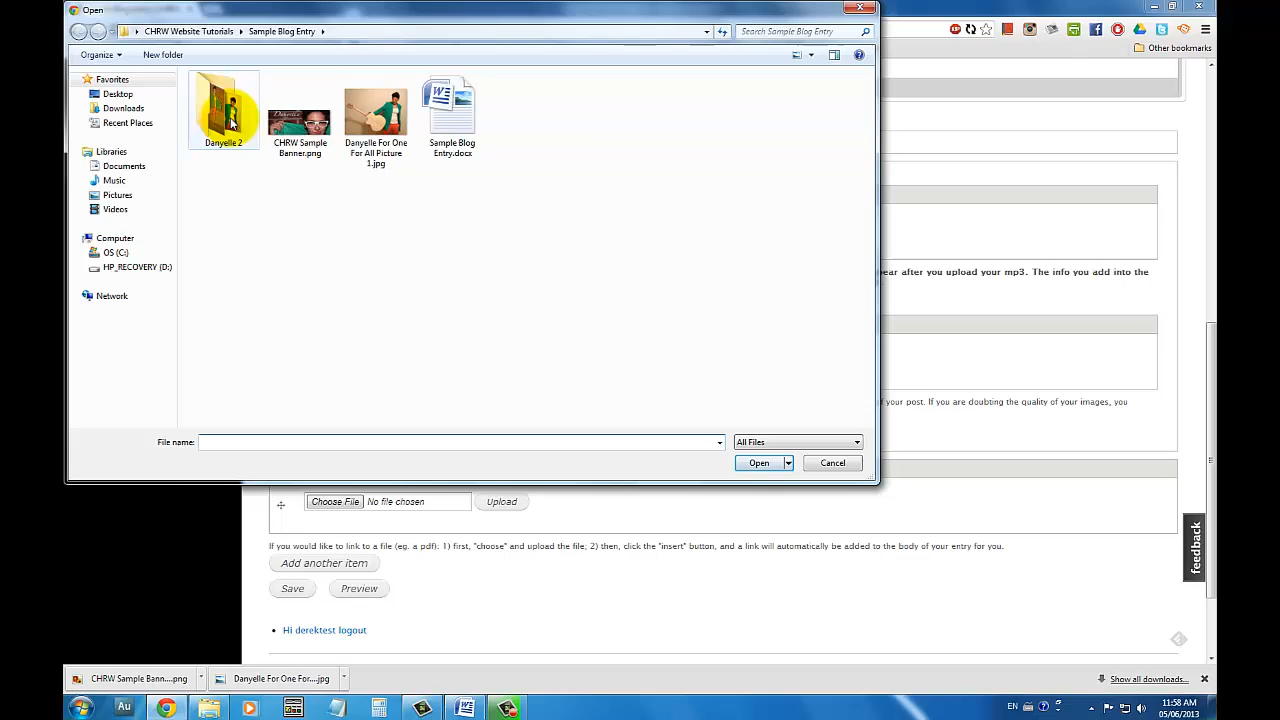 Open
CHRW Website Tutorials
Sample Blog Entry
Search Sample Blog Entry
Organize
New folder
Other bookmarks
Favorites
Desktop
Downloads
Recent Places
Libraries
Documents
Music
Pictures
Videos
Computer
OS (C:)
HP_RECOVERY (D:)
Network
Danyelle 2
CHRW Sample
Banner.png
Danyelle For One
For All Picture
1.jpg
Sample Blog
Entry.docx
ear after you upload your mp3. The info you add into the
of your post. If you are doubting the quality of your images, you
File name:
All Files
Open
Cancel
Choose File No file chosen
Upload
If you would like to link to a file (eg. a pdf): 1) first, "choose" and upload the file; 2) then, click the "insert" button, and a link will automatically be added to the body of your entry for you.
Add another item
Save
Preview
feedback
Hi derektest logout
CHRW Sample Bann....png
Danyelle For One For....jpg
Show all downloads...
Au
EN
11:58 AM
05/06/2013